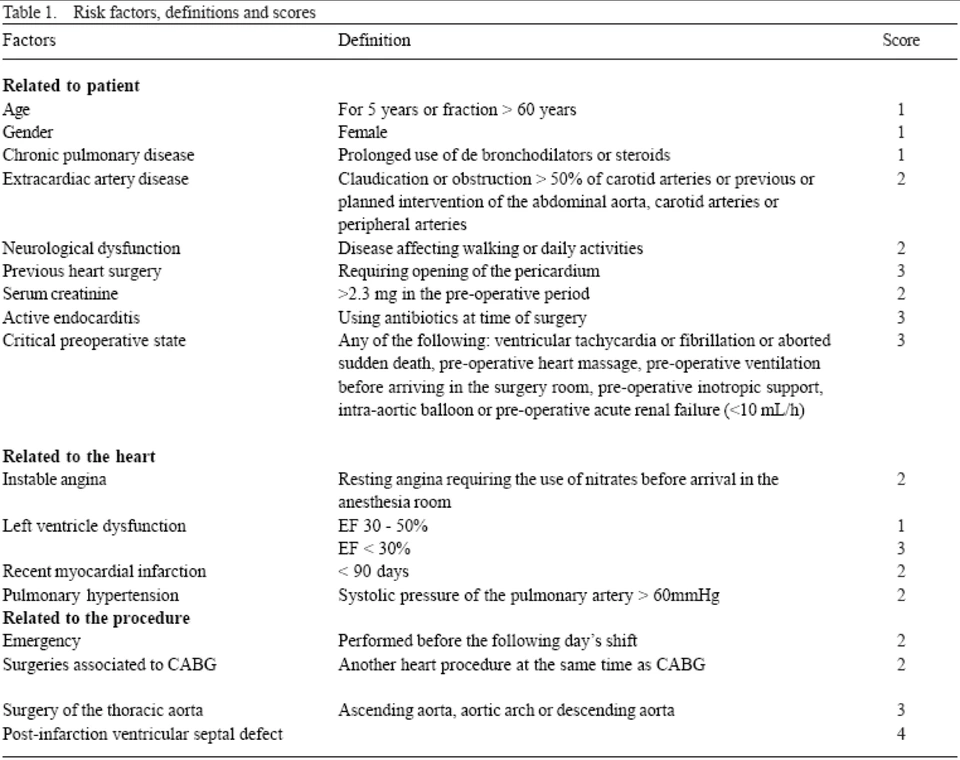 Table 1. Risk factors, definitions and scores
Factors Definition Score
Related to patient
Age For 5 years or fraction > 60 years 1
Gender Female 1
Chronic pulmonary disease Prolonged use of de bronchodilators or steroids 1
Extracardiac artery disease Claudication or obstruction > 50% of carotid arteries or previous or 2
planned intervention of the abdominal aorta, carotid arteries or
peripheral arteries
Neurological dysfunction Disease affecting walking or daily activities 2
Previous heart surgery Requiring opening of the pericardium 3
Serum creatinine >2.3 mg in the pre-operative period 2
Active endocarditis Using antibiotics at time of surgery 3
Critical preoperative state Any of the following: ventricular tachycardia or fibrillation or aborted 3
sudden death, pre-operative heart massage, pre-operative ventilation
before arriving in the surgery room, pre-operative inotropic support,
intra-aortic balloon or pre-operative acute renal failure (<10 mL/h)
Related to the heart
Instable angina Resting angina requiring the use of nitrates before arrival in the 2
anesthesia room
Left ventricle dysfunction EF 30 - 50% 1
EF < 30% 3
Recent myocardial infarction < 90 days 2
Pulmonary hypertension Systolic pressure of the pulmonary artery > 60mmHg 2
Related to the procedure
Emergency Performed before the following day's shift 2
Surgeries associated to CABG Another heart procedure at the same time as CABG 2
Surgery of the thoracic aorta Ascending aorta, aortic arch or descending aorta 3
Post-infarction ventricular septal defect 4